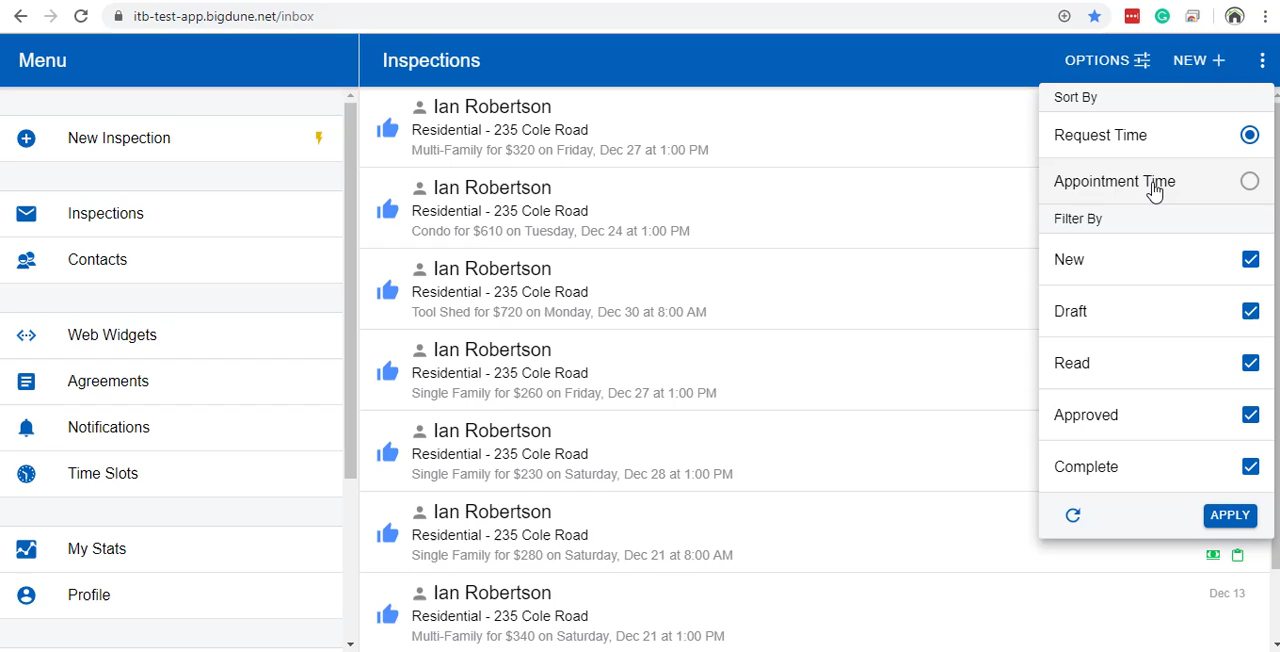 itb-test-app.bigdune.net/inbox
Menu
New Inspection
Inspections
Contacts
Web Widgets
Agreements
Notifications
Time Slots
My Stats
Profile
Inspections
OPTIONS
NEW
Ian Robertson
Residential - 235 Cole Road
Multi-Family for $320 on Friday, Dec 27 at 1:00 PM
Ian Robertson
Residential - 235 Cole Road
Condo for $610 on Tuesday, Dec 24 at 1:00 PM
Ian Robertson
Residential - 235 Cole Road
Tool Shed for $720 on Monday, Dec 30 at 8:00 AM
Ian Robertson
Residential - 235 Cole Road
Single Family for $260 on Friday, Dec 27 at 1:00 PM
Ian Robertson
Residential - 235 Cole Road
Single Family for $230 on Saturday, Dec 28 at 1:00 PM
Ian Robertson
Residential - 235 Cole Road
Single Family for $280 on Saturday, Dec 21 at 8:00 AM
Ian Robertson
Dec 13
Residential - 235 Cole Road
Multi-Family for $340 on Saturday, Dec 21 at 1:00 PM
Sort By
Request Time
Appointment Time
Filter By
New
Draft
Read
Approved
Complete
APPLY